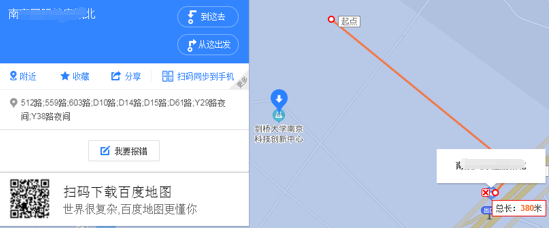 到这去
从这出发
附近
收藏
分享
扫码同步到手机
更多
512路;559路;603路;D10路;D14路;D15路;D61路;Y29路夜
间;Y38路夜间
我要报错
扫码下载百度地图
世界很复杂,百度地图更懂你
起点
剑桥大学南京
科技创新中心
总长：380米